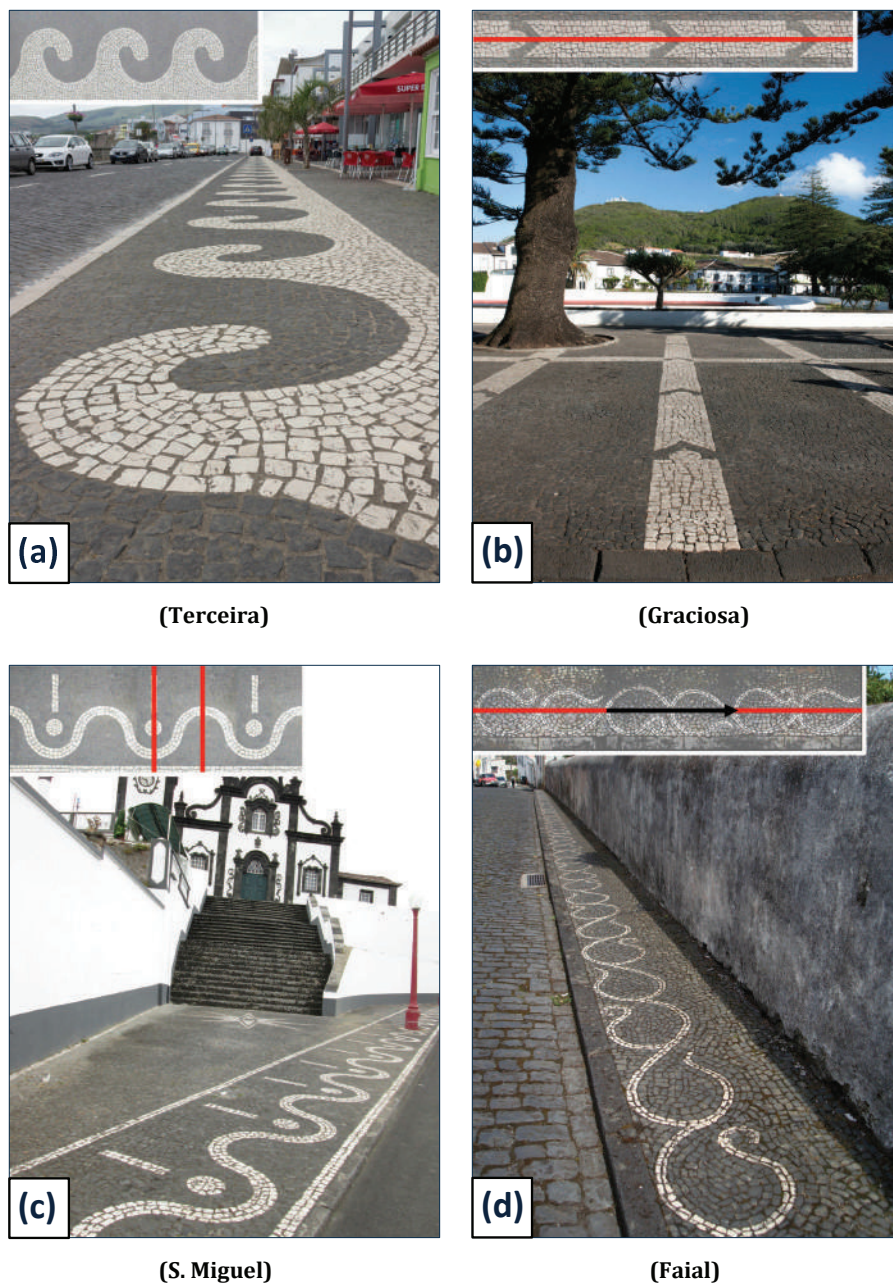 SUPER
(a)
(b)
(Terceira)
(Graciosa)
(c)
(d)
(S. Miguel)
(Faial)